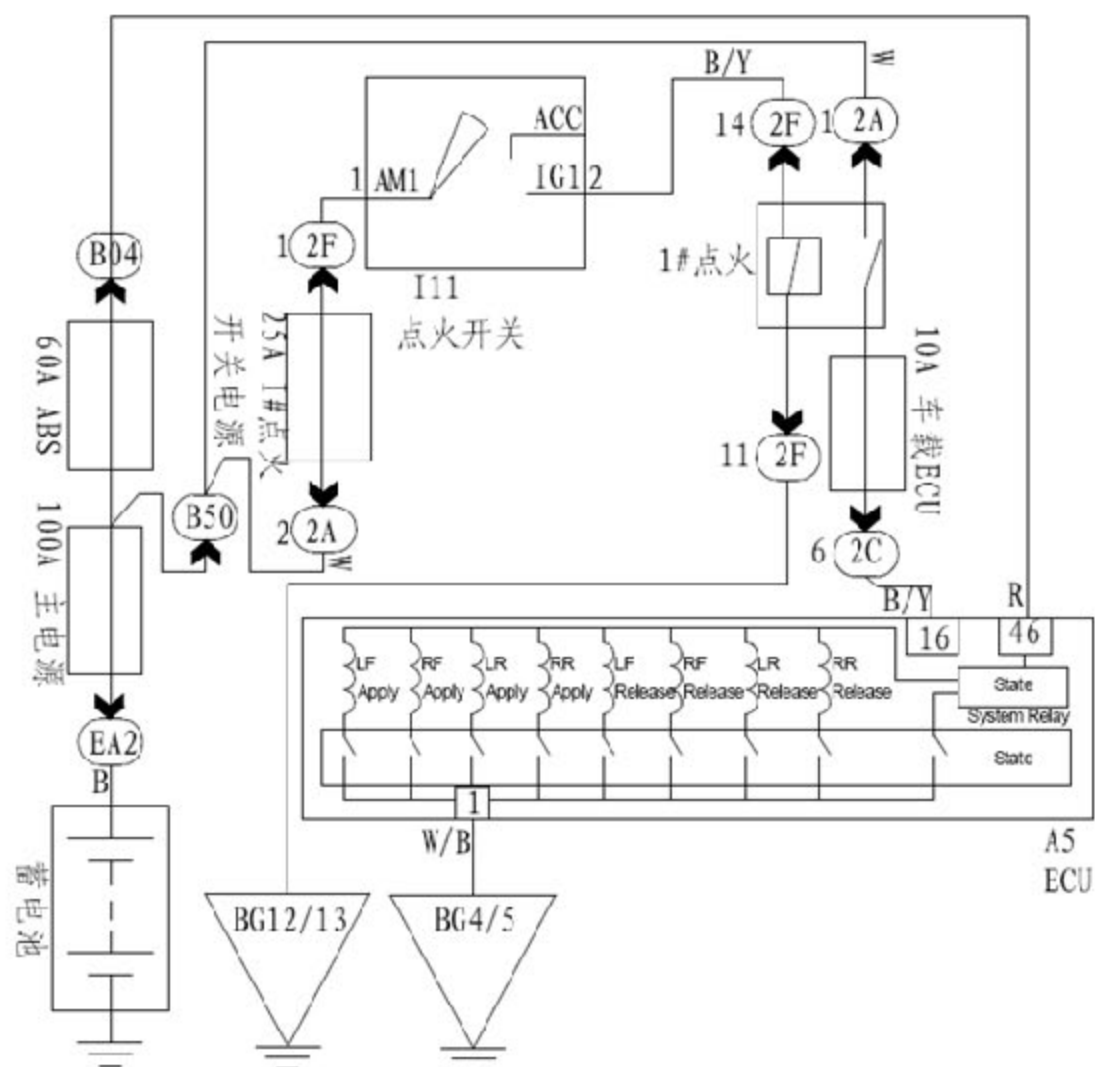 W
B/Y
14 2F
1 2A
ACC
1 AM1
IG1 2
1 2F
B04
1#点火
I11
点火开关
60A ABS
25A 1#点火
开关电源
10A 车载ECU
11 2F
100A 主电源
B50
2 2A
W
6 2C
B/Y
R
16
46
LF
Apply
RF
Apply
LR
Apply
RR
Apply
LF
Release
RF
Release
LR
Release
RR
Release
State
System Relay
State
EA2
B
1
W/B
A5
ECU
蓄电池
BG12/13
BG4/5